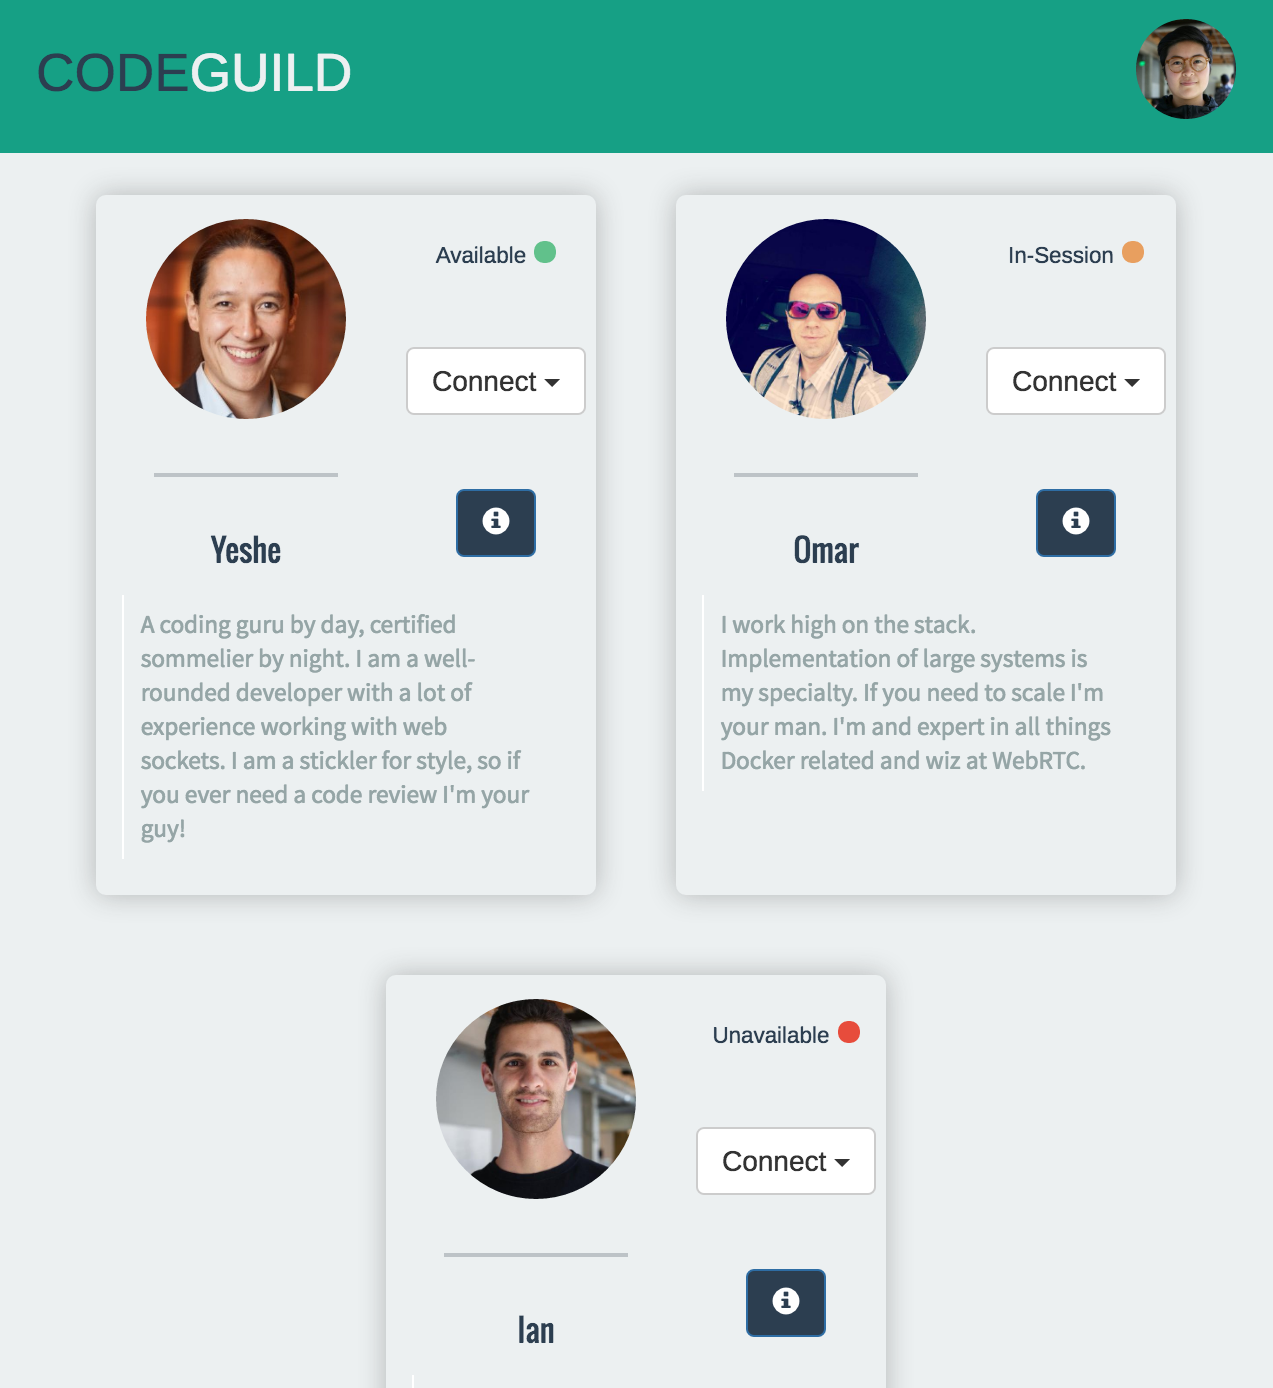 CODEGUILD
Available
Connect
Yeshe
A coding guru by day, certified
sommelier by night. I am a well-
rounded developer with a lot of
experience working with web
sockets. I am a stickler for style, so if
you ever need a code review I'm your
guy!
In-Session
Connect
Omar
I work high on the stack.
Implementation of large systems is
my specialty. If you need to scale I'm
your man. I'm and expert in all things
Docker related and wiz at WebRTC.
Unavailable
Connect
Ian